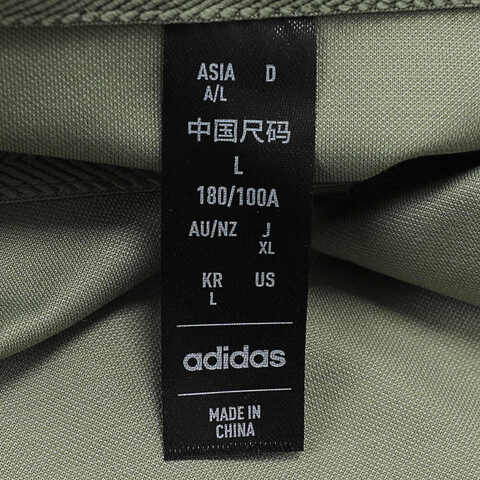 ASIA D
A/L
中国尺码
L
180/100A
AU/NZ J
XL
KR US
L
adidas
MADE IN
CHINA